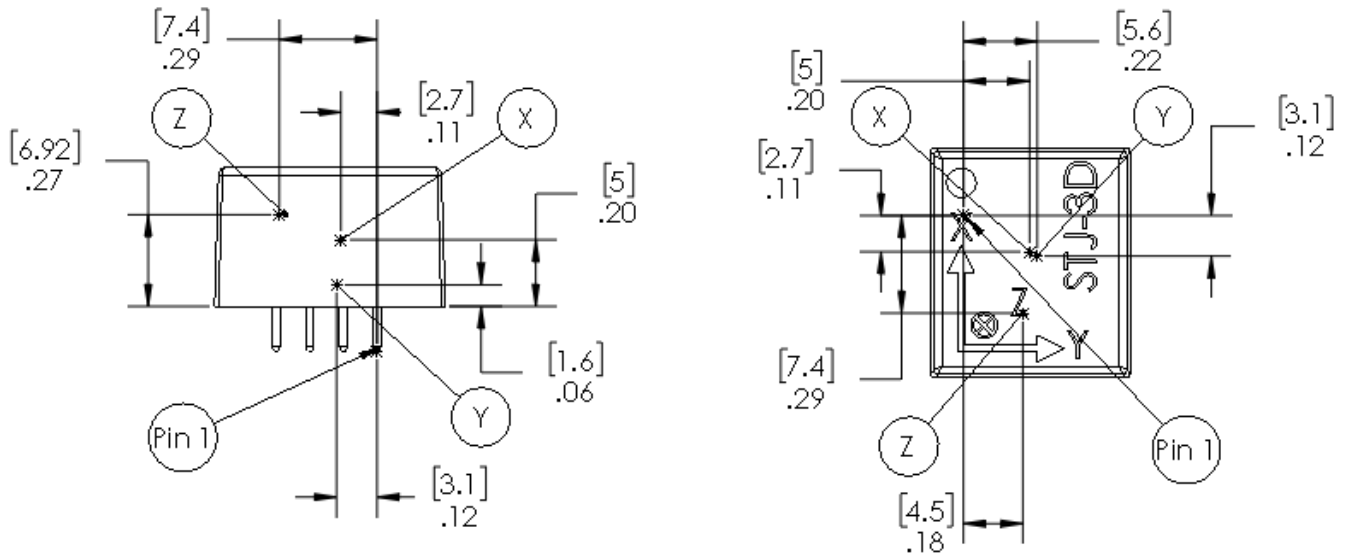 [7.4]
.29
[2.7]
.11
Z
X
[6.92]
.27
[5]
.20
[1.6]
.06
Pin 1
Y
[3.1]
.12
[5.6]
.22
[5]
.20
X
Y
[3.1]
.12
[2.7]
.11
X
STJ-3D
Z
Y
[7.4]
.29
Z
Pin 1
[4.5]
.18